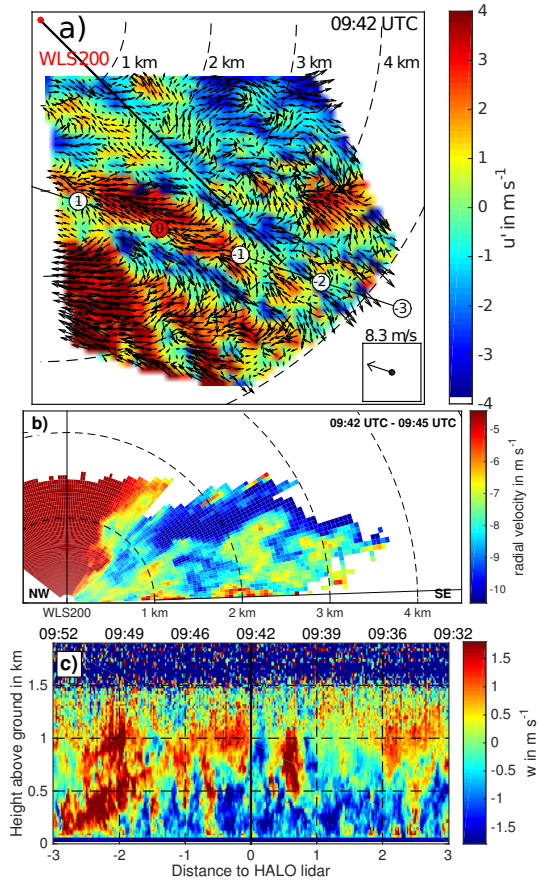 a)
09:42 UTC
WLS200
1 km
2 km
3 km
4 km
1
0
-1
-2
-3
8.3 m/s
4
3
2
1
0
-1
-2
-3
-4
u' in m s-1
b)
09:42 UTC - 09:45 UTC
NW
SE
WLS200
1 km
2 km
3 km
4 km
-5
-6
-7
-8
-9
-10
radial velocity in m s-1
09:52
09:49
09:46
09:42
09:39
09:36
09:32
c)
1.5
1
0.5
0
Height above ground in km
-3
-2
-1
0
1
2
3
Distance to HALO lidar
1.5
1
0.5
0
-0.5
-1
-1.5
w in m s-1